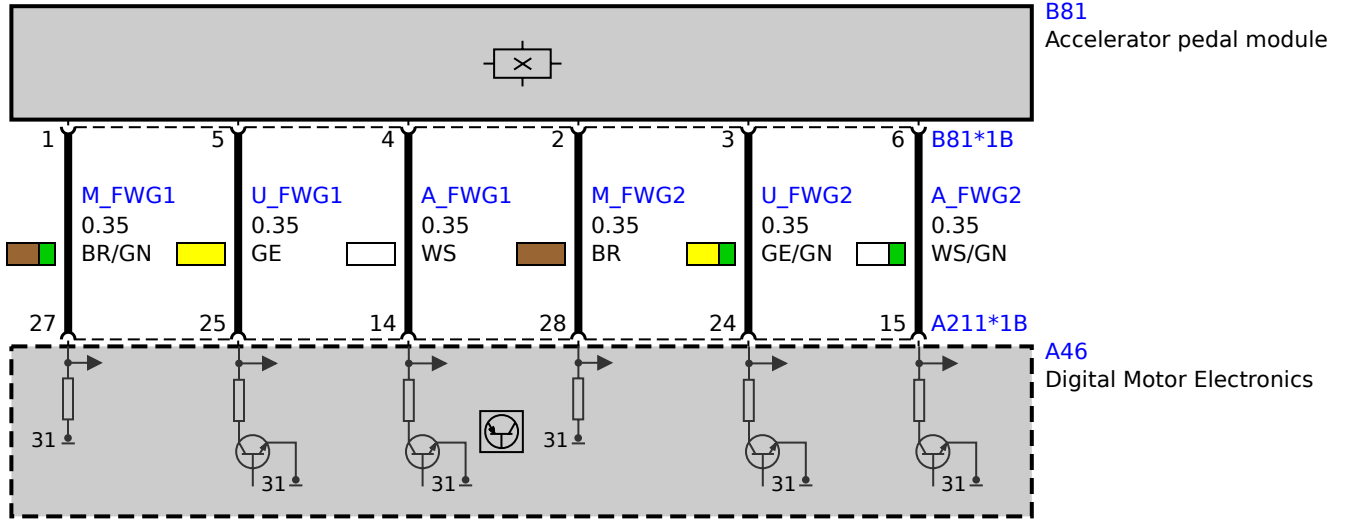 B81
Accelerator pedal module
1 5 4 2 3 6 B81*1B
M_FWG1 U_FWG1 A_FWG1 M_FWG2 U_FWG2 A_FWG2
0.35 0.35 0.35 0.35 0.35 0.35
BR/GN GE WS BR GE/GN WS/GN
27 25 14 28 24 15 A211*1B
A46
Digital Motor Electronics
31 31
31 31 31 31